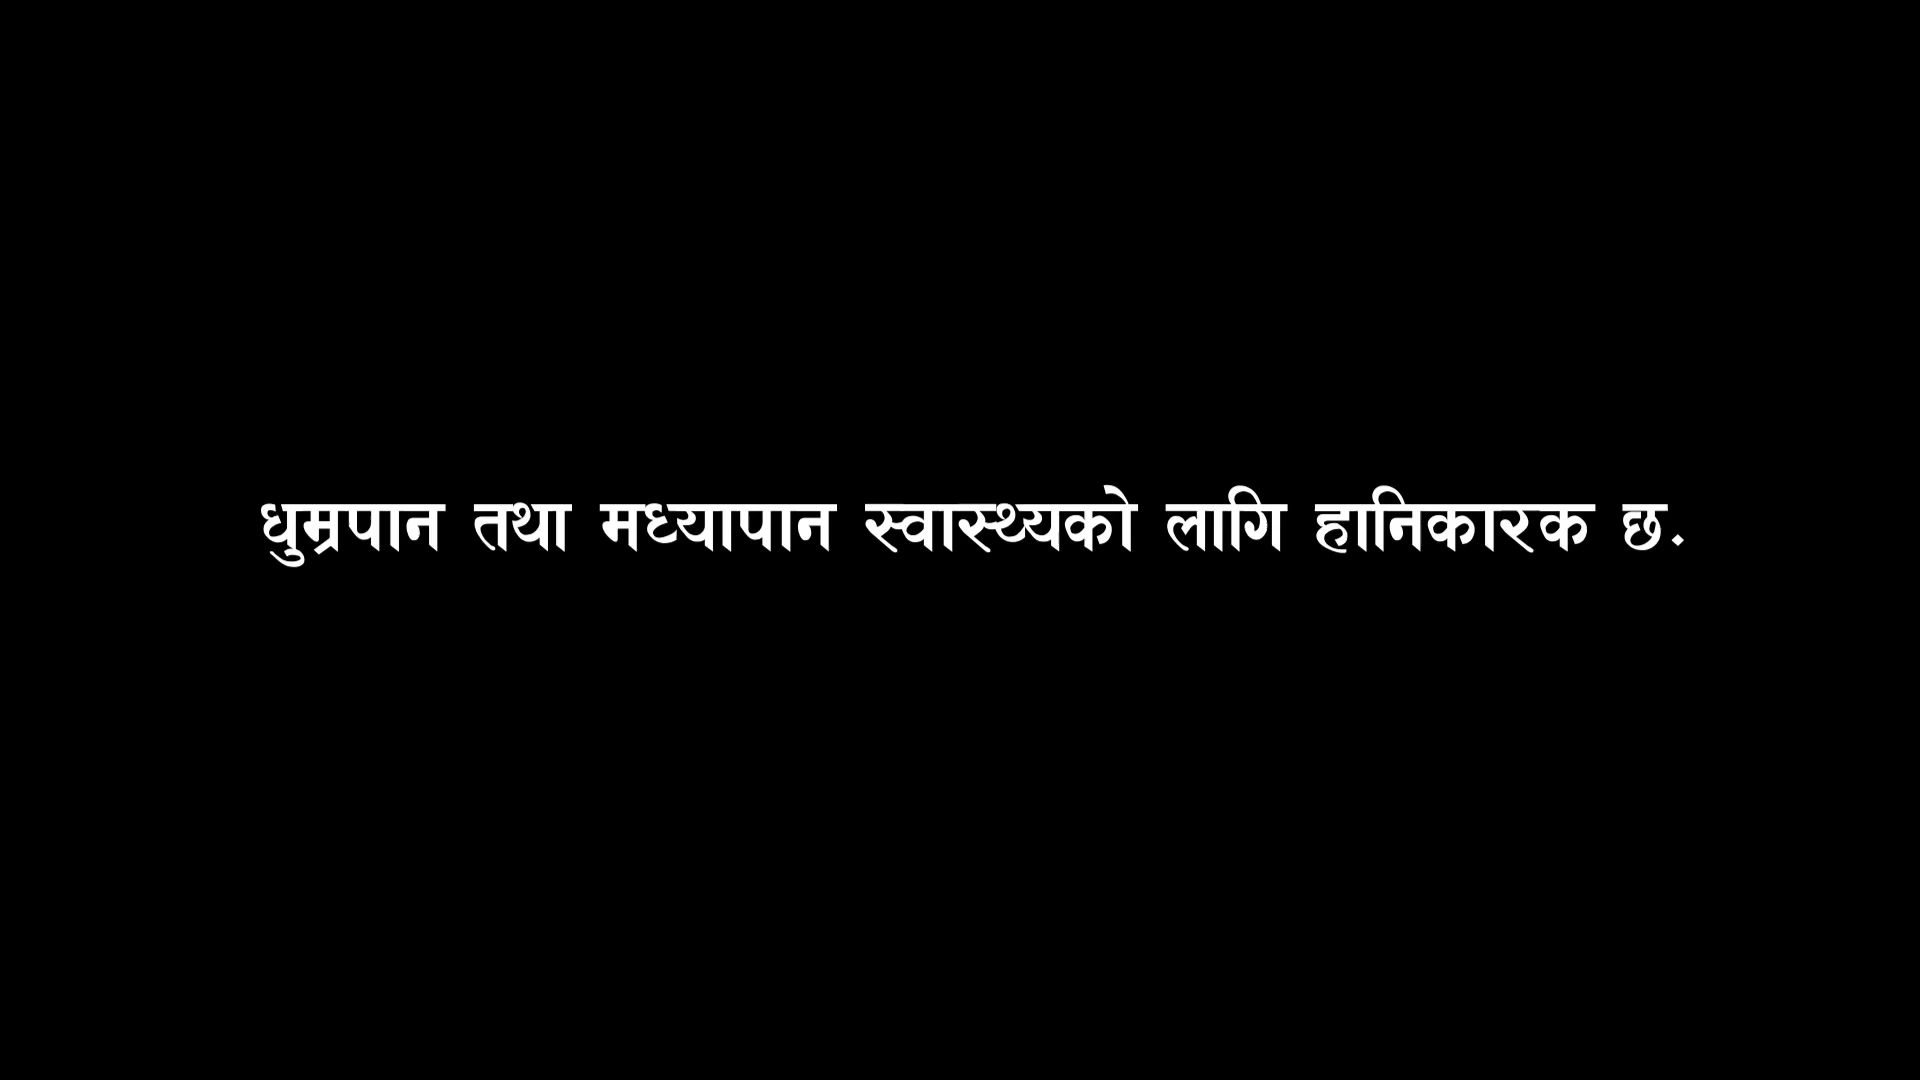 धुम्रपान तथा मध्यापान स्वास्थ्यको लागि हानिकारक छ.